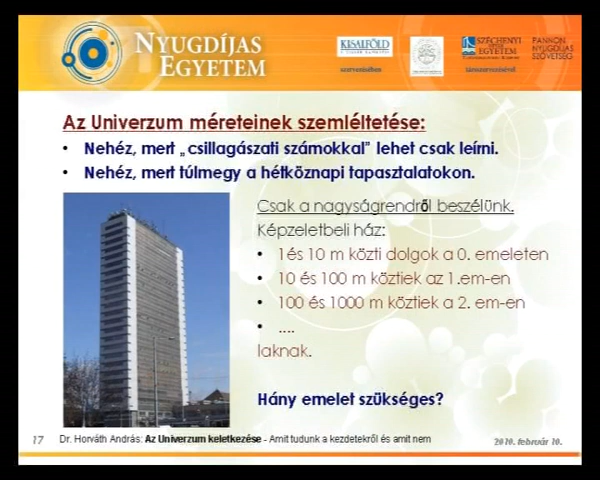 NYUGDÍJAS
EGYETEM
KISALFÖLD
szervezésében
SZÉCHENYI
EGYETEM
társszervezésével
PANNON
NYUGDÍJAS
SZÖVETSÉG
Az Univerzum méreteinek szemléltetése:
• Nehéz, mert „csillagászati számokkal” lehet csak leírni.
• Nehéz, mert túlmegy a hétköznapi tapasztalatokon.
Csak a nagyságrendről beszélünk.
Képzeletbeli ház:
• 1és 10 m közti dolgok a 0. emeleten
• 10 és 100 m köztiek az 1.em-en
• 100 és 1000 m köztiek a 2. em-en
• ....
laknak.
Hány emelet szükséges?
17 Dr. Horváth András: Az Univerzum keletkezése - Amit tudunk a kezdetekről és amit nem 2010. február 10.